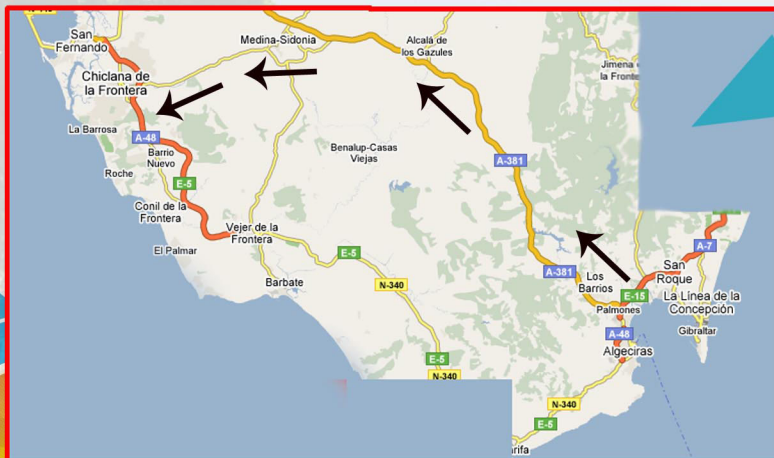 San
Fernando
Medina-Sidonia
Alcalá de
los Gazules
Jimena
la Fronte
Chiclana de
la Frontera
La Barrosa
A-48
Barrio
Nuevo
Roche
E-5
Benalup-Casas
Viejas
A-381
Conil de la
Frontera
Vejer de la
Frontera
El Palmar
E-5
A-7
San
Roque
A-381
Los
Barrios
Barbate
N-340
E-15
La Línea de la
Concepción
Palmones
Gibraltar
A-48
Algeciras
E-5
N-340
N-340
E-5
rifa